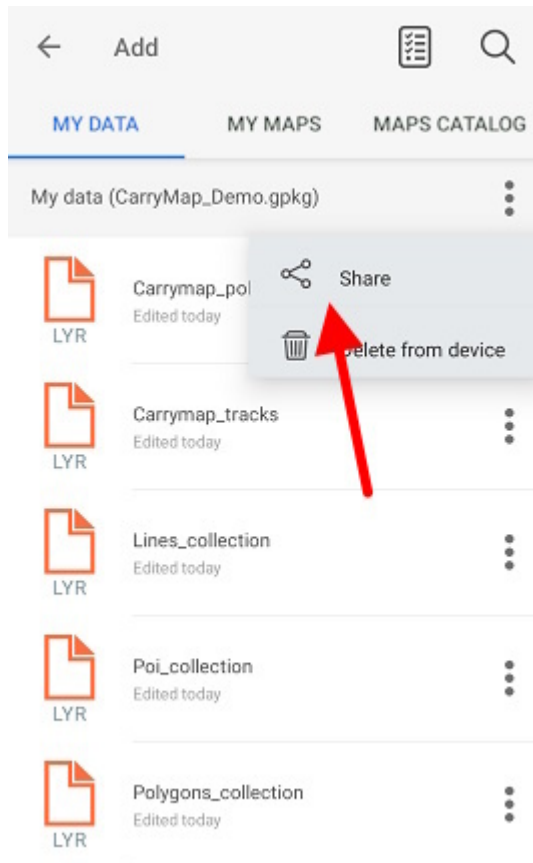 Add
MY DATA MY MAPS MAPS CATALOG
My data (CarryMap_Demo.gpkg)
Share
Carrymap_pol
Edited today
LYR
Delete from device
Carrymap_tracks
Edited today
LYR
Lines_collection
Edited today
LYR
Poi_collection
Edited today
LYR
Polygons_collection
Edited today
LYR